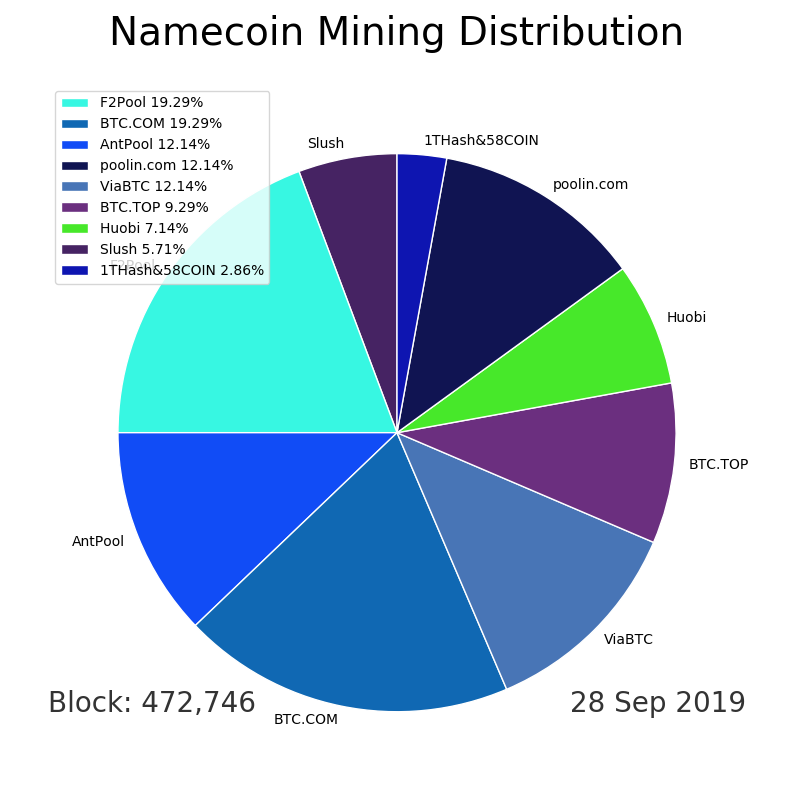 Namecoin Mining Distribution
F2Pool 19.29%
BTC.COM 19.29%
AntPool 12.14%
poolin.com 12.14%
ViaBTC 12.14%
BTC.TOP 9.29%
Huobi 7.14%
Slush 5.71%
1THash&58COIN 2.86%
F2Pool
Slush
1THash&58COIN
poolin.com
Huobi
BTC.TOP
ViaBTC
BTC.COM
AntPool
Block: 472,746
28 Sep 2019